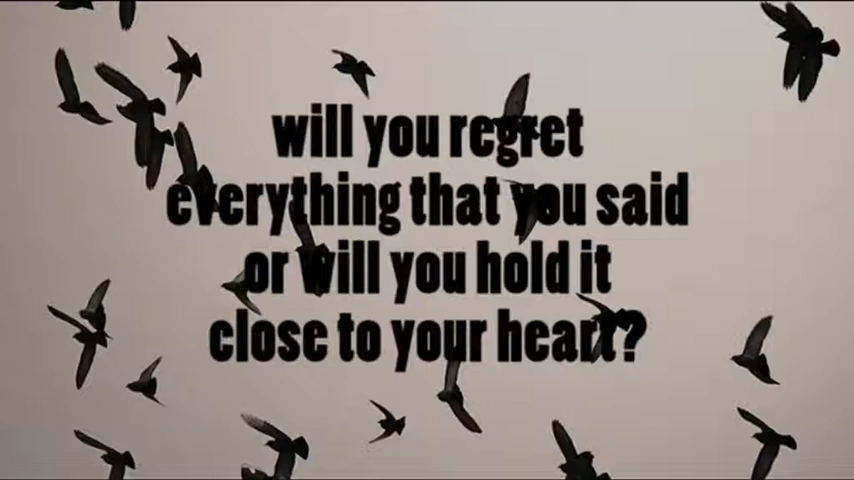 will you regret
everything that you said
or will you hold it
close to your heart?